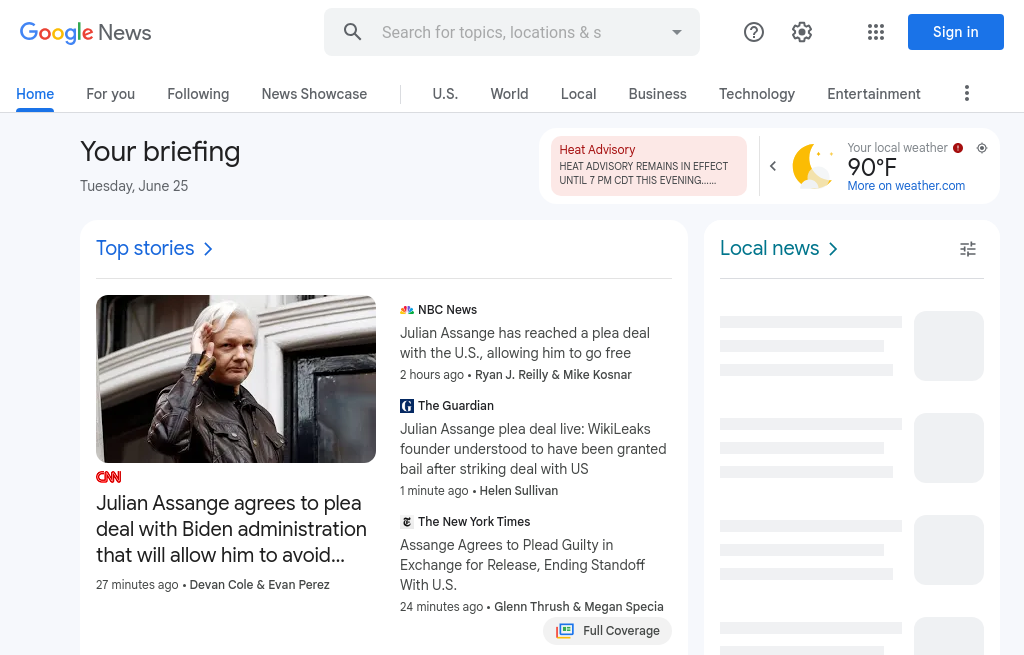 Google News
Search for topics, locations & s
Sign in
Home
For you
Following
News Showcase
U.S.
World
Local
Business
Technology
Entertainment
Your briefing
Tuesday, June 25
Heat Advisory
HEAT ADVISORY REMAINS IN EFFECT
UNTIL 7 PM CDT THIS EVENING......
Your local weather
90°F
More on weather.com
Top stories
CNN
Julian Assange agrees to plea
deal with Biden administration
that will allow him to avoid...
27 minutes ago • Devan Cole & Evan Perez
NBC News
Julian Assange has reached a plea deal
with the U.S., allowing him to go free
2 hours ago • Ryan J. Reilly & Mike Kosnar
The Guardian
Julian Assange plea deal live: WikiLeaks
founder understood to have been granted
bail after striking deal with US
1 minute ago • Helen Sullivan
The New York Times
Assange Agrees to Plead Guilty in
Exchange for Release, Ending Standoff
With U.S.
24 minutes ago • Glenn Thrush & Megan Specia
Full Coverage
Local news